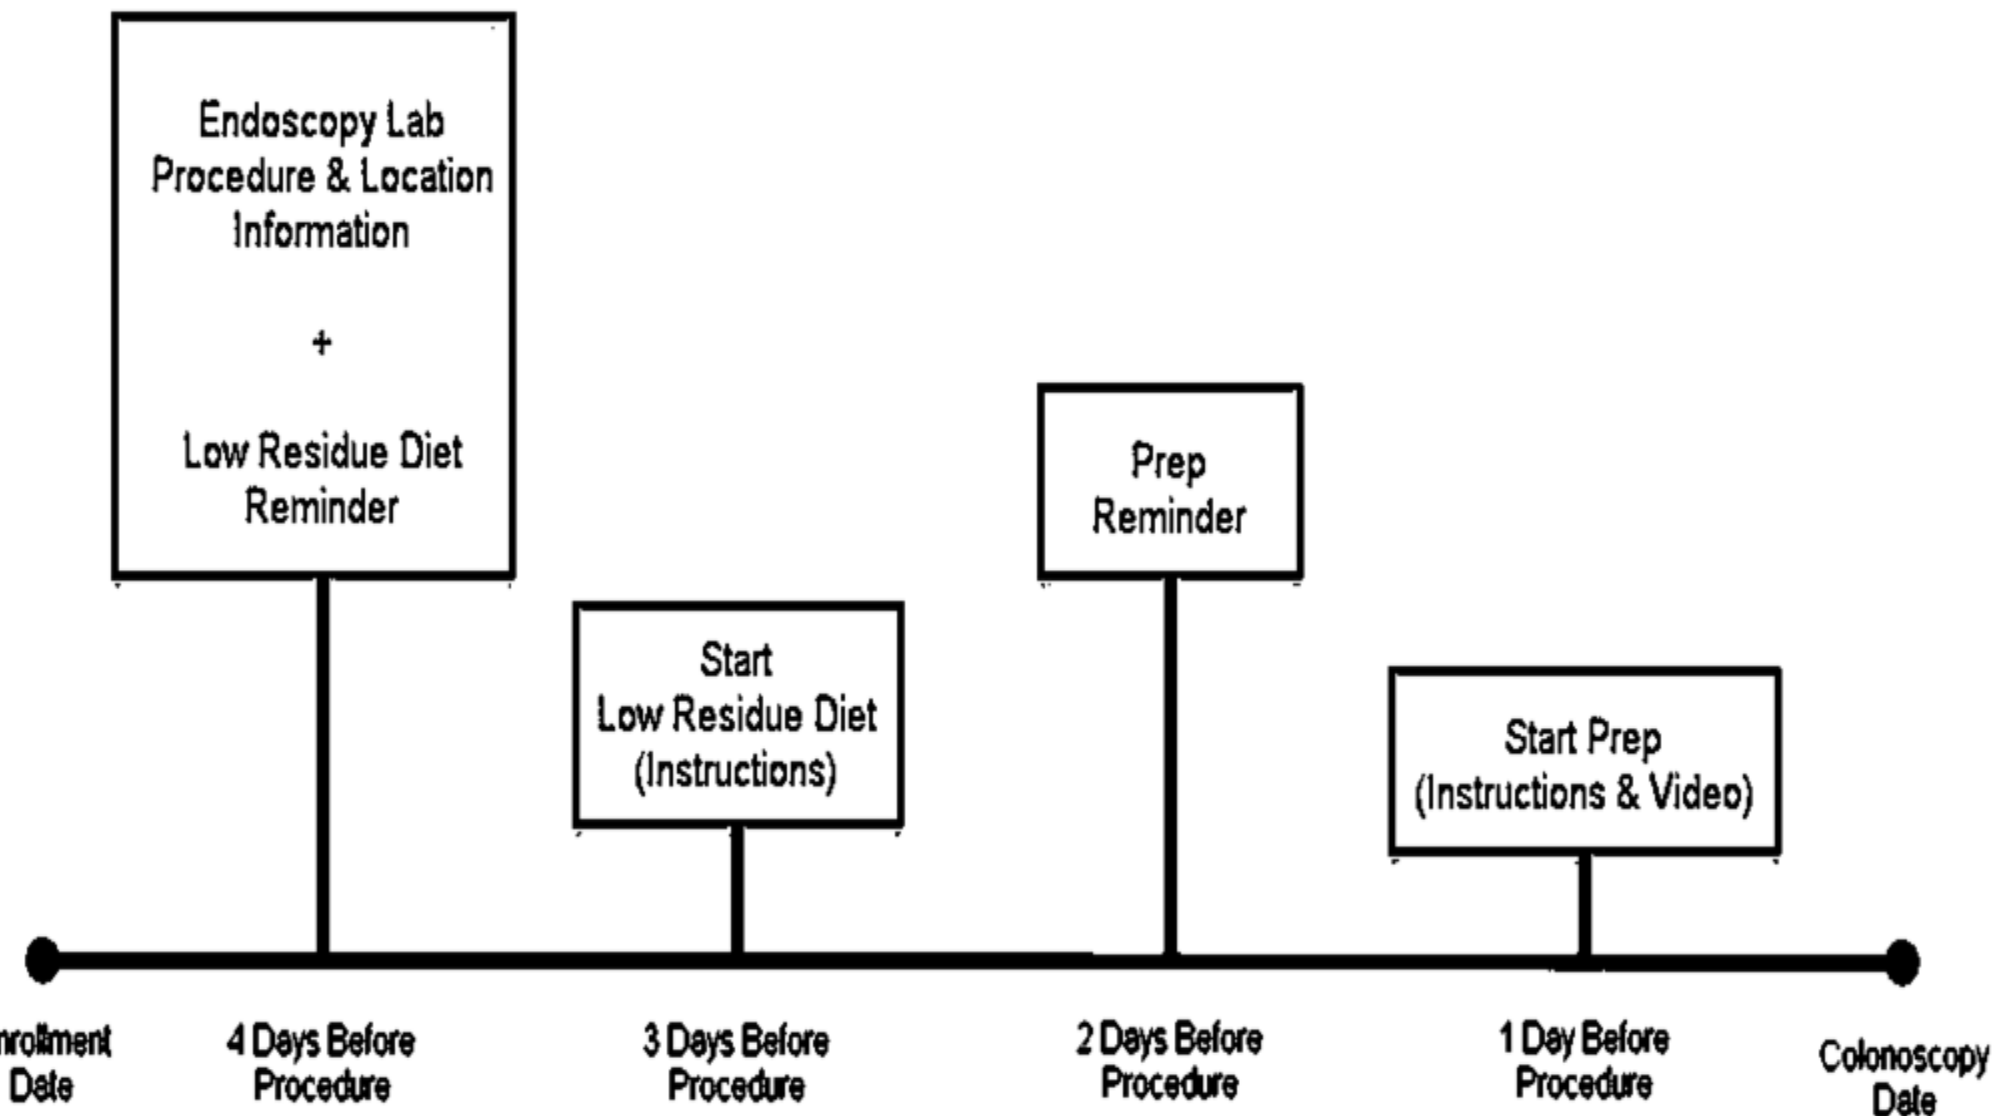 Endoscopy Lab
Procedure & Location
Information
+
Low Residue Diet
Reminder
Start
Low Residue Diet
(Instructions)
Prep
Reminder
Start Prep
(Instructions & Video)
nrollment
Date
4 Days Before
Procedure
3 Days Before
Procedure
2 Days Before
Procedure
1 Day Before
Procedure
Colonoscopy
Date